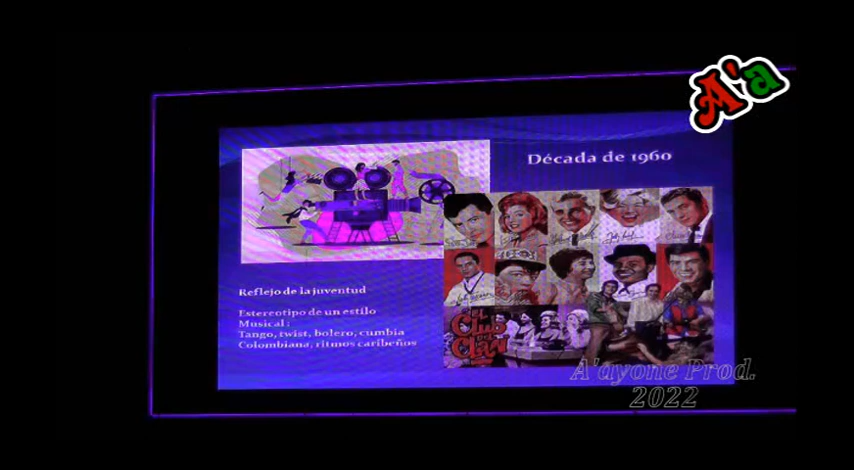 A'a
Década de 1960
Reflejo de la juventud
Estereotipo de un estilo
Musical :
Tango, twist, bolero, cumbia
Colombiana, ritmos caribeños
El
Club
del
Clan
A'ayone Prod.
2022